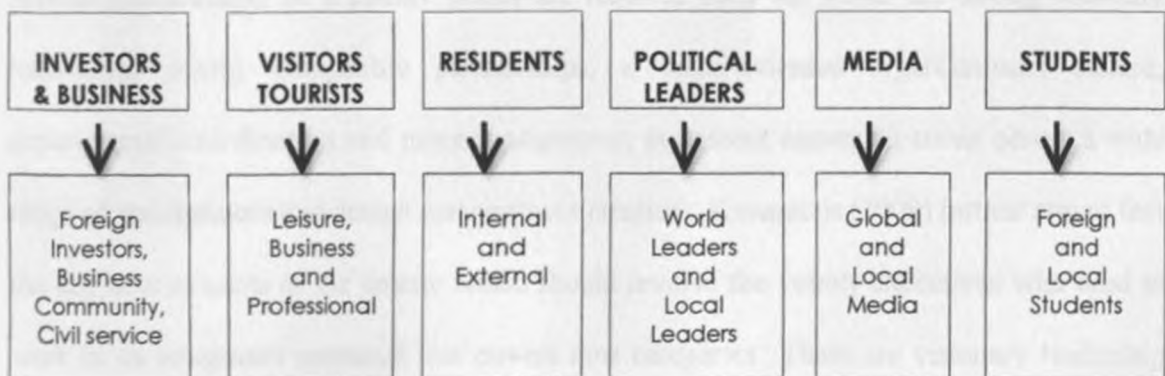 INVESTORS
& BUSINESS
VISITORS
TOURISTS
RESIDENTS
POLITICAL
LEADERS
MEDIA
STUDENTS
Foreign
Investors,
Business
Community,
Civil service
Leisure,
Business
and
Professional
Internal
and
External
World
Leaders
and
Local
Leaders
Global
and
Local
Media
Foreign
and
Local
Students